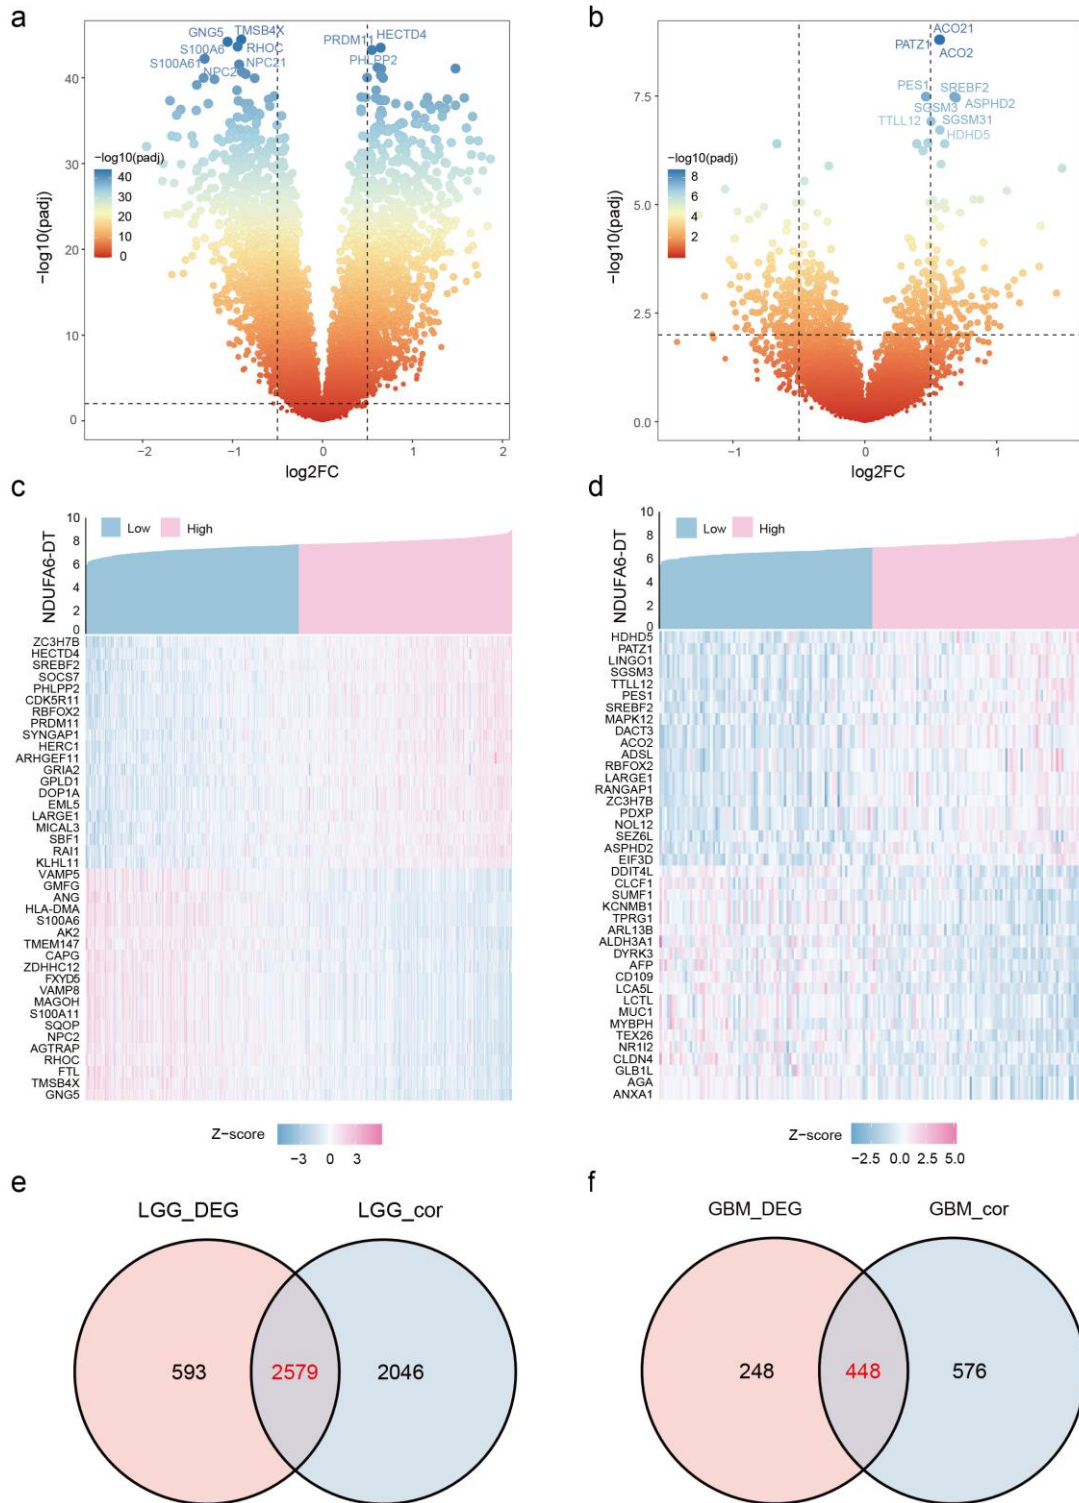 a
GNG5 TMSB4X
S100A6 RHOC
S100A61 NPC21
NPC2
PRDM11 HECTD4
PHLPP2
−log10(padj)
40
30
20
10
0
−log10(padj)
40
30
20
10
0
−2 −1 0 1 2
log2FC
b
ACO21
PATZ1 ACO2
PES1 SREBF2
SGSM3 ASPHD2
TTLL12 SGSM31
HDHD5
−log10(padj)
8
6
4
2
−log10(padj)
7.5
5.0
2.5
0.0
−1 0 1
log2FC
c
NDUFA6-DT
10
8
6
4
2
0
Low High
ZC3H7B
HECTD4
SREBF2
SOCS7
PHLPP2
CDK5R11
RBFOX2
PRDM11
SYNGAP1
HERC1
ARHGEF11
GRIA2
GPLD1
DOP1A
EML5
LARGE1
MICAL3
SBF1
RAI1
KLHL11
VAMP5
GMFG
ANG
HLA-DMA
S100A6
AK2
TMEM147
CAPG
ZDHHC12
FXYD5
VAMP8
MAGOH
S100A11
SQOP
NPC2
AGTRAP
RHOC
FTL
TMSB4X
GNG5
Z−score
−3 0 3
d
NDUFA6-DT
10
8
6
4
2
0
Low High
HDHD5
PATZ1
LINGO1
SGSM3
TTLL12
PES1
SREBF2
MAPK12
DACT3
ACO2
ADSL
RBFOX2
LARGE1
RANGAP1
ZC3H7B
PDXP
NOL12
SEZ6L
ASPHD2
EIF3D
DDIT4L
CLCF1
SUMF1
KCNMB1
TPRG1
ARL13B
ALDH3A1
DYRK3
AFP
CD109
LCA5L
LCTL
MUC1
MYBPH
TEX26
NR1I2
CLDN4
GLB1L
AGA
ANXA1
Z−score
−2.5 0.0 2.5 5.0
e
LGG_DEG LGG_cor
593 2579 2046
f
GBM_DEG GBM_cor
248 448 576